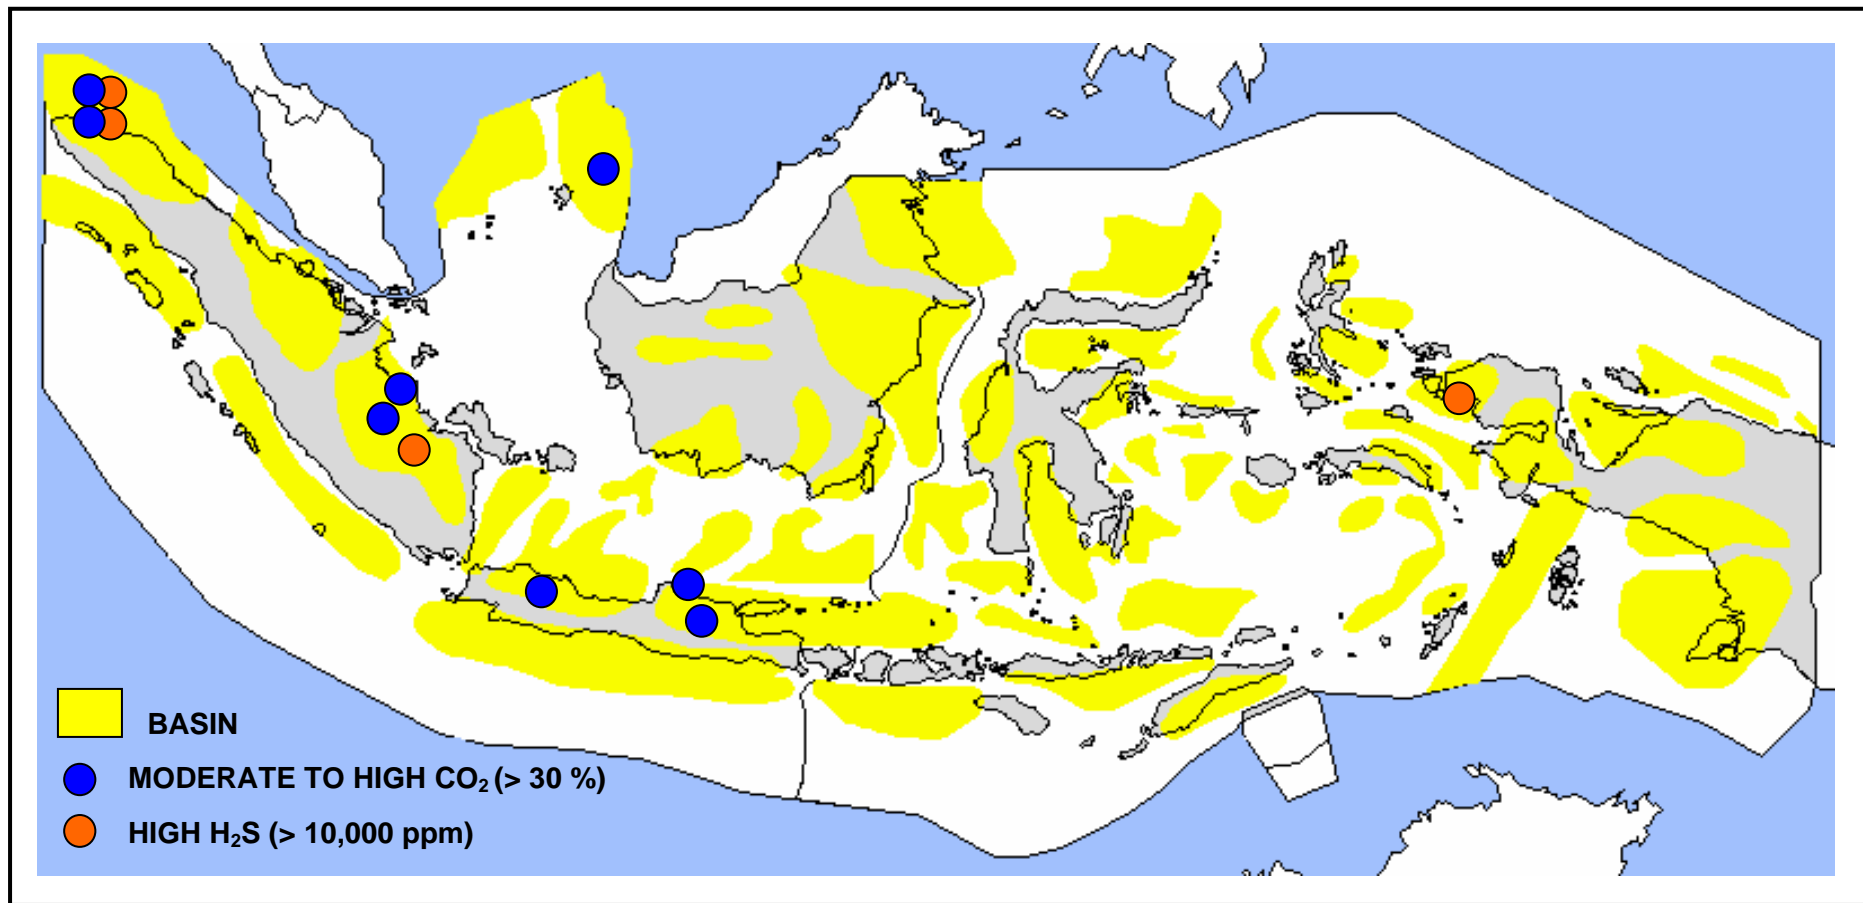 BASIN
MODERATE TO HIGH CO₂ (> 30 %)
HIGH H₂S (> 10,000 ppm)